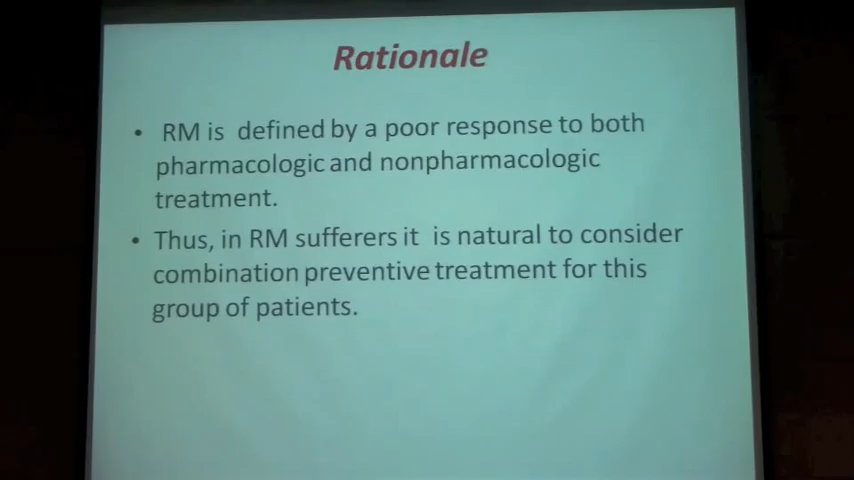 Rationale
• RM is defined by a poor response to both
pharmacologic and nonpharmacologic
treatment.
• Thus, in RM sufferers it is natural to consider
combination preventive treatment for this
group of patients.